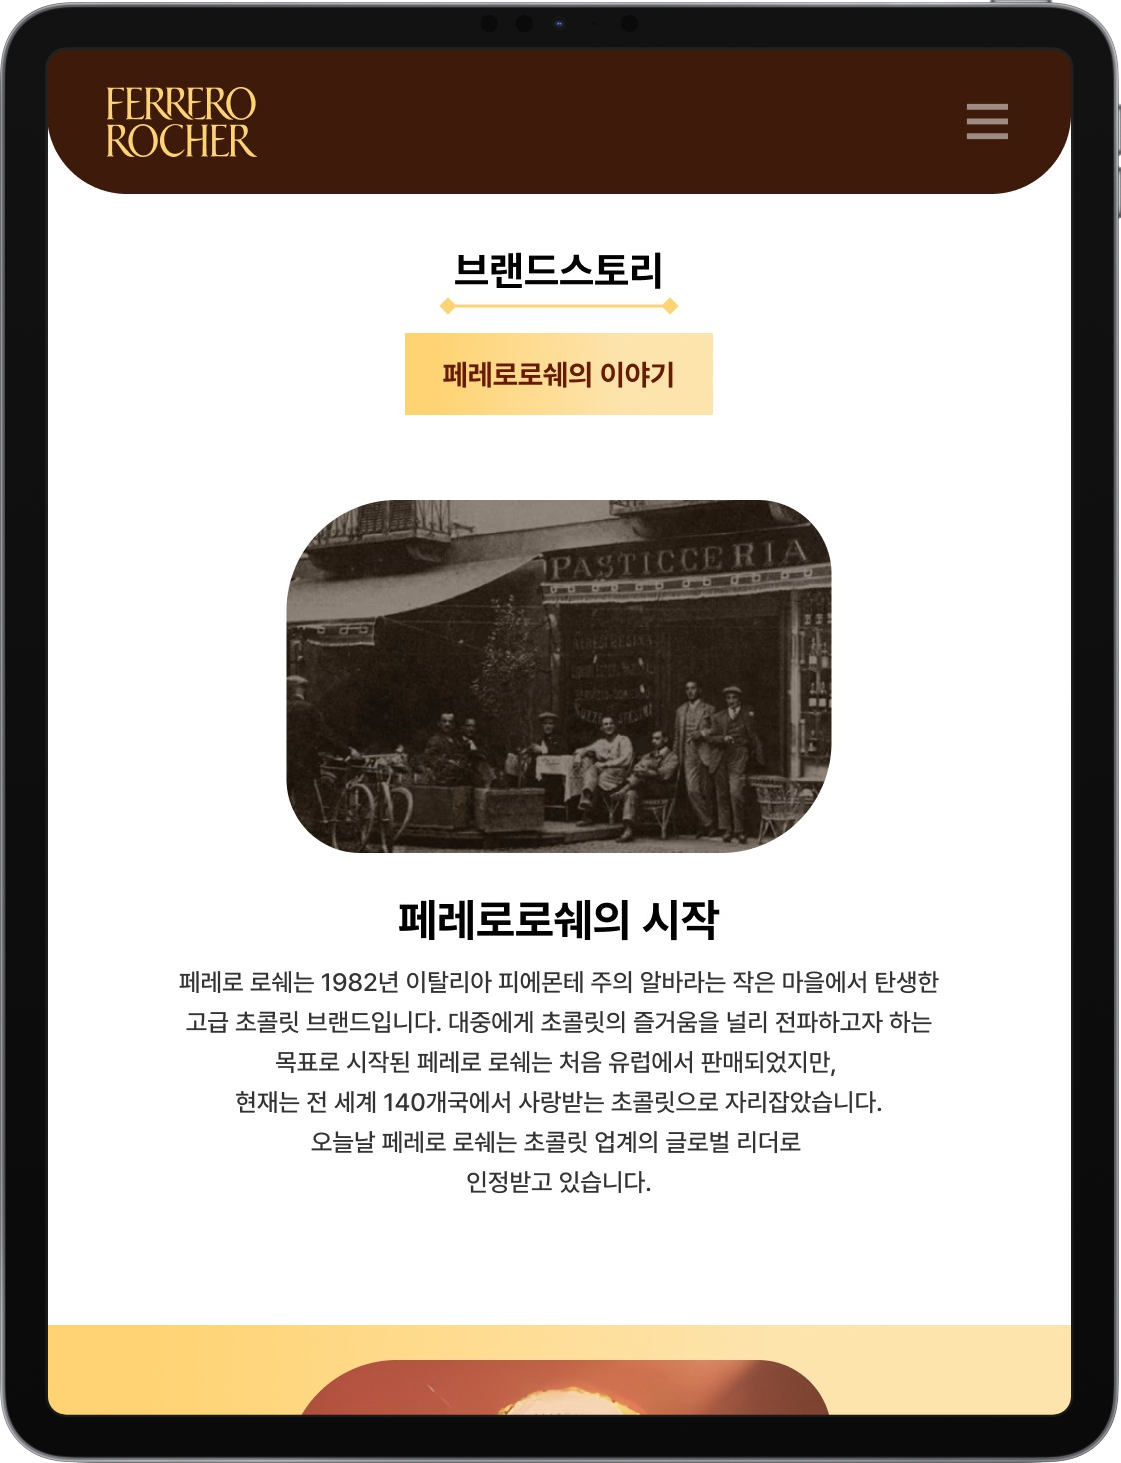 FERRERO
ROCHER
브랜드스토리
페레로로쉐의 이야기
PASTICCERIA
페레로로쉐의 시작
페레로 로쉐는 1982년 이탈리아 피에몬테 주의 알바라는 작은 마을에서 탄생한
고급 초콜릿 브랜드입니다. 대중에게 초콜릿의 즐거움을 널리 전파하고자 하는
목표로 시작된 페레로 로쉐는 처음 유럽에서 판매되었지만,
현재는 전 세계 140개국에서 사랑받는 초콜릿으로 자리잡았습니다.
오늘날 페레로 로쉐는 초콜릿 업계의 글로벌 리더로
인정받고 있습니다.